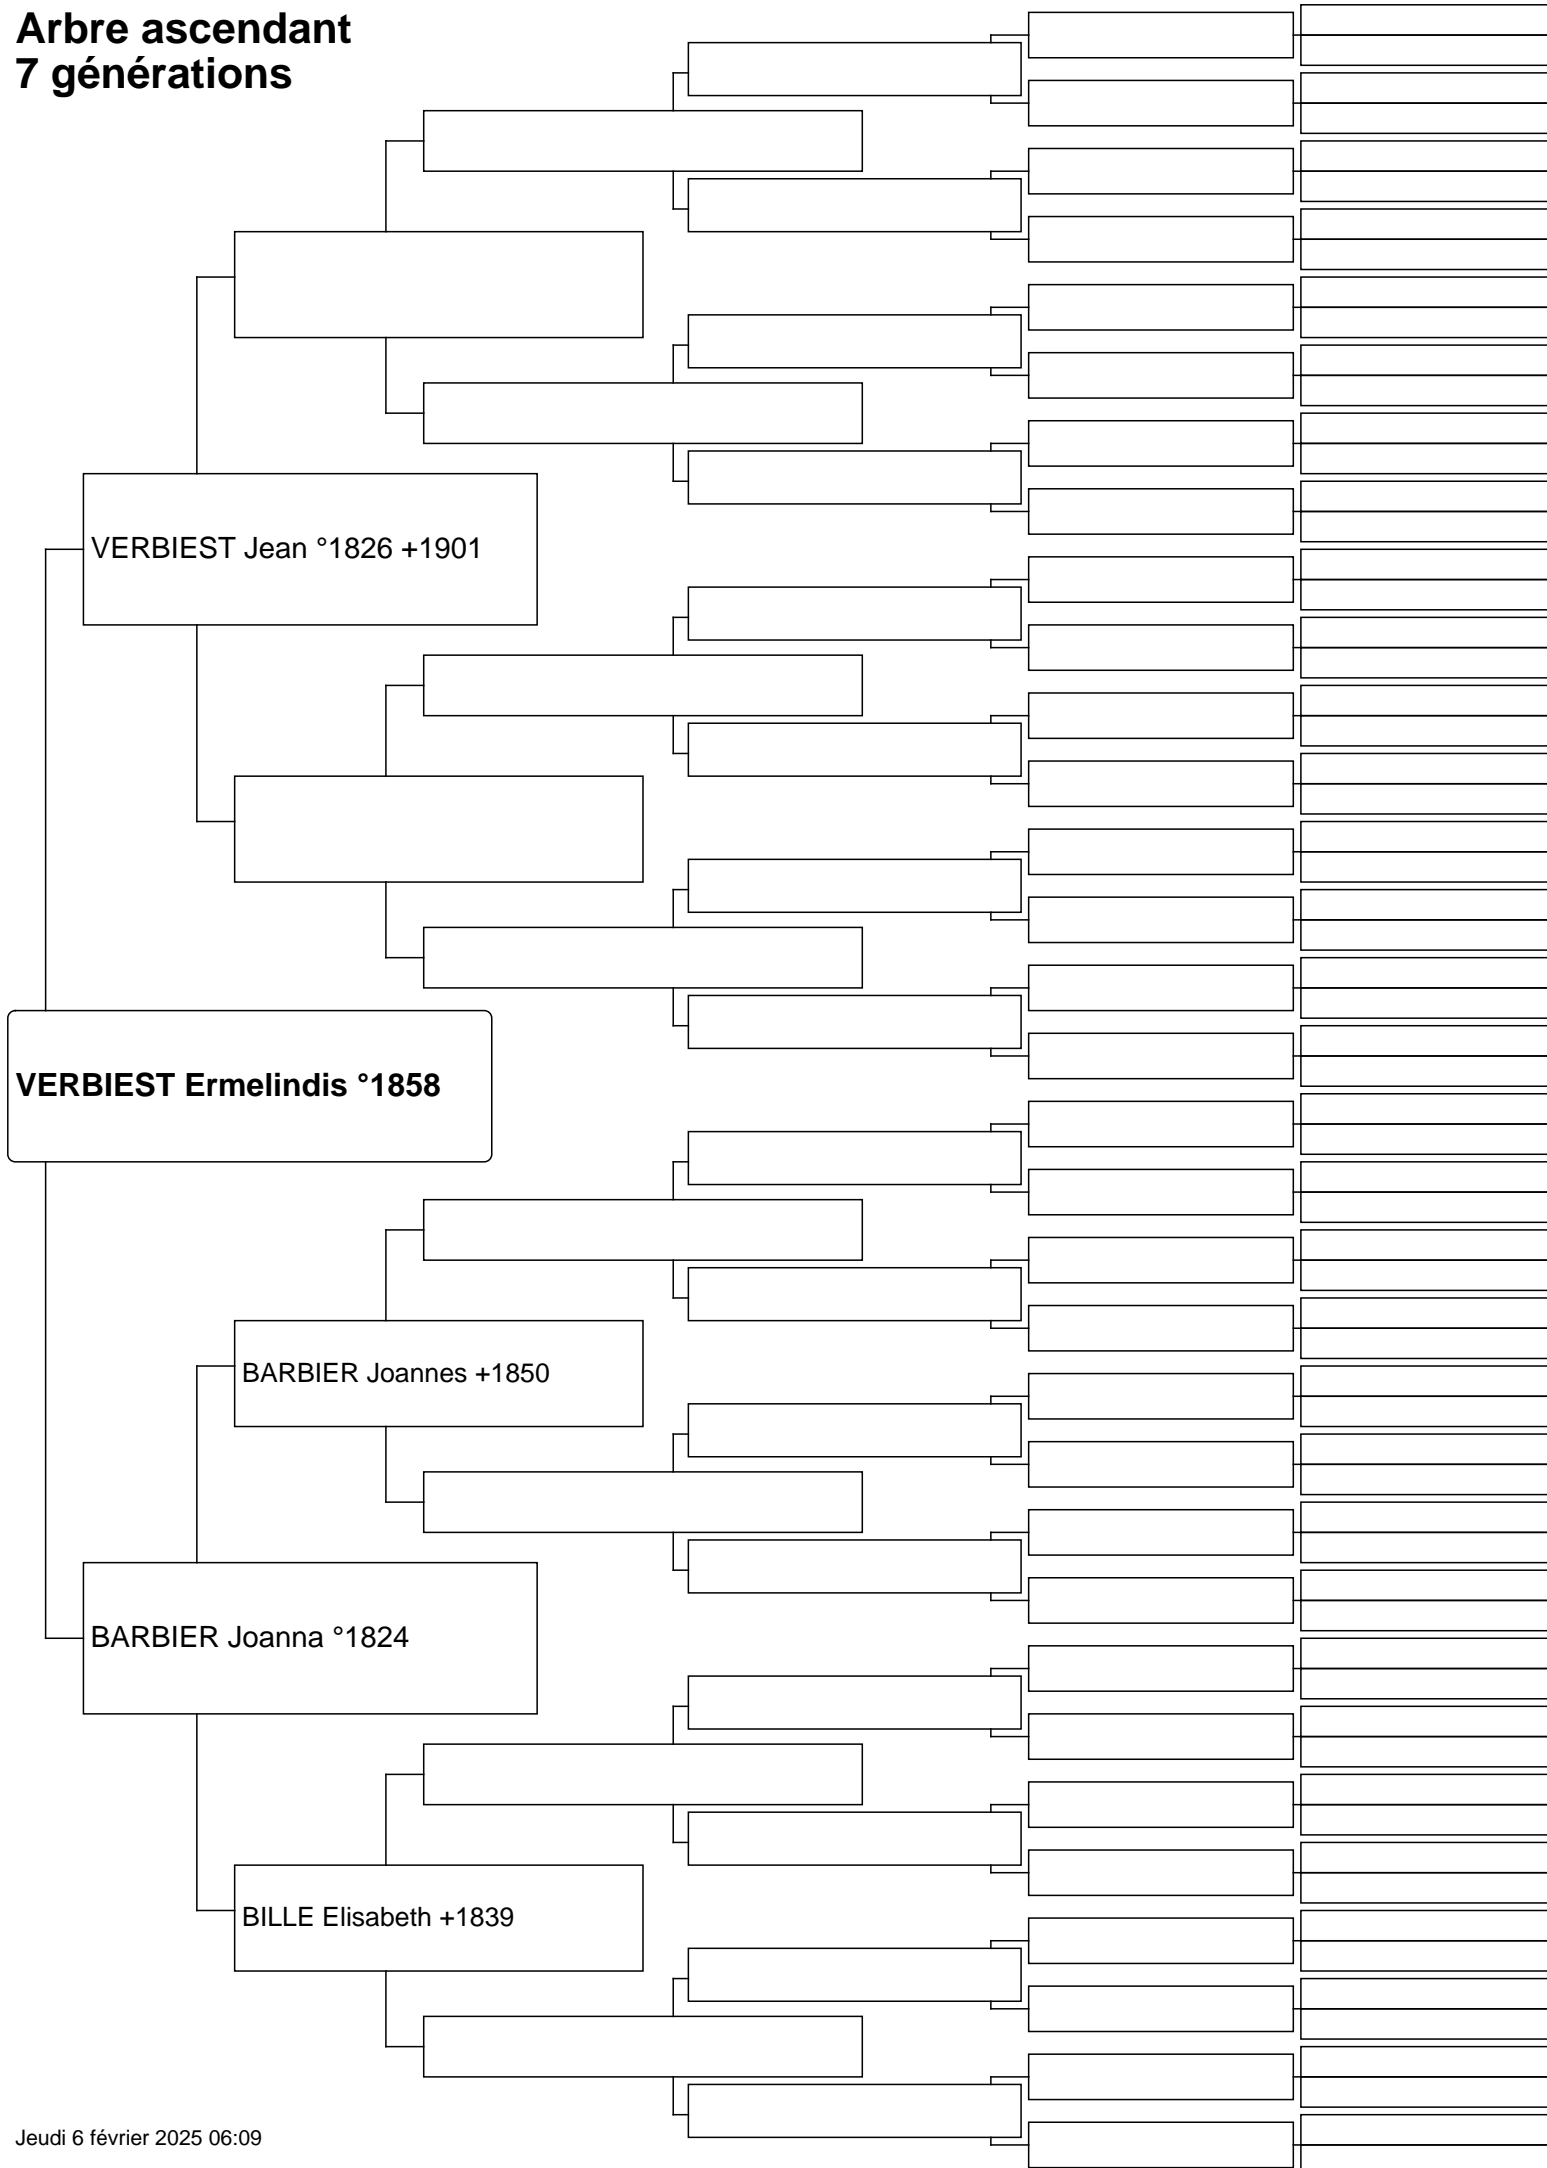 Arbre ascendant
7 générations
VERBIEST Jean °1826 +1901
VERBIEST Ermelindis °1858
BARBIER Joannes +1850
BARBIER Joanna °1824
BILLE Elisabeth +1839
Jeudi 6 février 2025 06:09